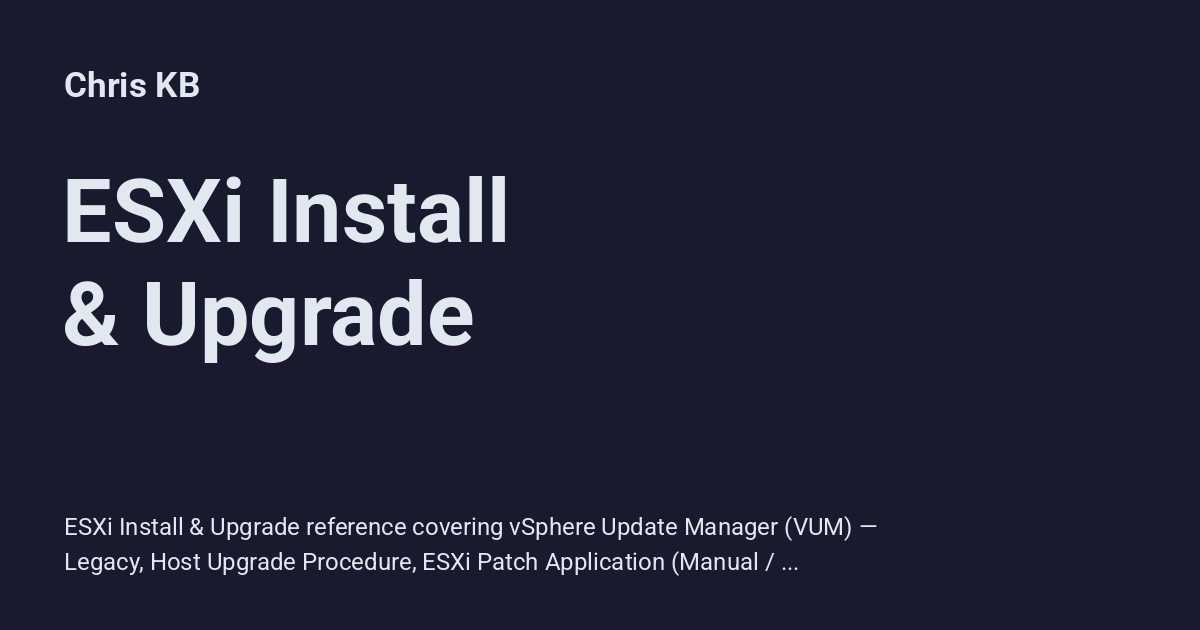 Chris KB
ESXi Install
& Upgrade
ESXi Install & Upgrade reference covering vSphere Update Manager (VUM) —
Legacy, Host Upgrade Procedure, ESXi Patch Application (Manual / ...